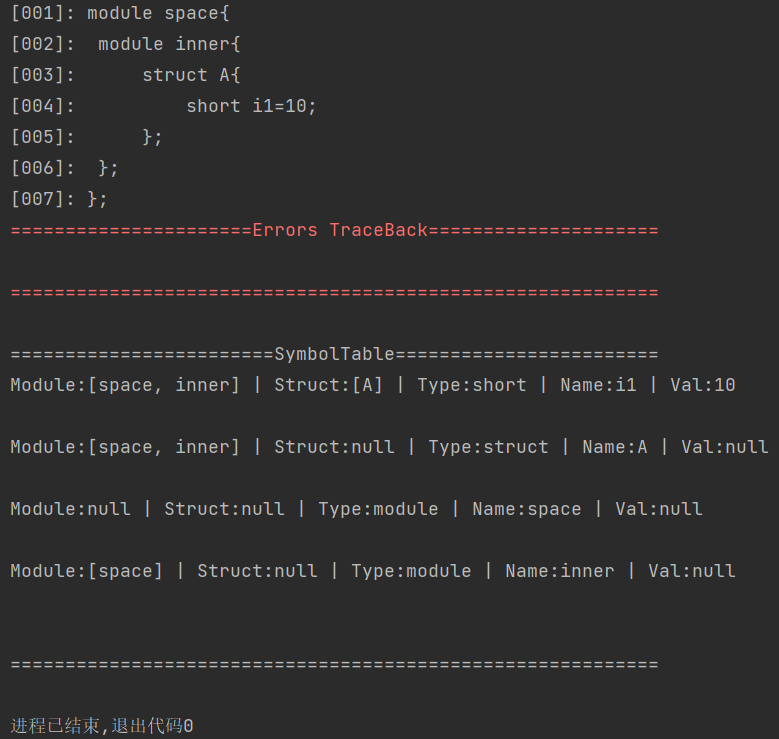 [001]: module space{
[002]:  module inner{
[003]:      struct A{
[004]:          short i1=10;
[005]:      };
[006]:  };
[007]: };
======================Errors TraceBack=====================
===========================================================
========================SymbolTable========================
Module:[space, inner] | Struct:[A] | Type:short | Name:i1 | Val:10
Module:[space, inner] | Struct:null | Type:struct | Name:A | Val:null
Module:null | Struct:null | Type:module | Name:space | Val:null
Module:[space] | Struct:null | Type:module | Name:inner | Val:null
===========================================================
进程已结束,退出代码0